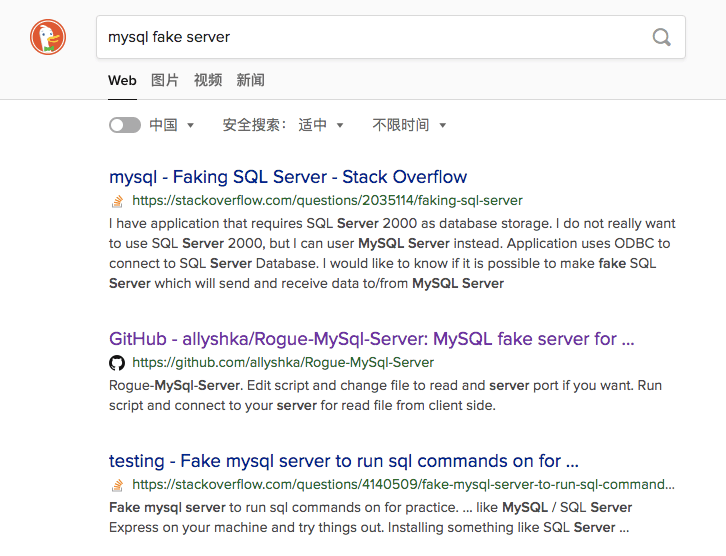 mysql fake server
Web 图片 视频 新闻
中国 安全搜索： 适中 不限时间
mysql - Faking SQL Server - Stack Overflow
https://stackoverflow.com/questions/2035114/faking-sql-server
I have application that requires SQL Server 2000 as database storage. I do not really want
to use SQL Server 2000, but I can user MySQL Server instead. Application uses ODBC to
connect to SQL Server Database. I would like to know if it is possible to make fake SQL
Server which will send and receive data to/from MySQL Server
GitHub - allyshka/Rogue-MySql-Server: MySQL fake server for ...
https://github.com/allyshka/Rogue-MySql-Server
Rogue-MySql-Server. Edit script and change file to read and server port if you want. Run
script and connect to your server for read file from client side.
testing - Fake mysql server to run sql commands on for ...
https://stackoverflow.com/questions/4140509/fake-mysql-server-to-run-sql-command...
Fake mysql server to run sql commands on for practice. ... like MySQL / SQL Server
Express on your machine and try things out. Installing something like SQL Server ...